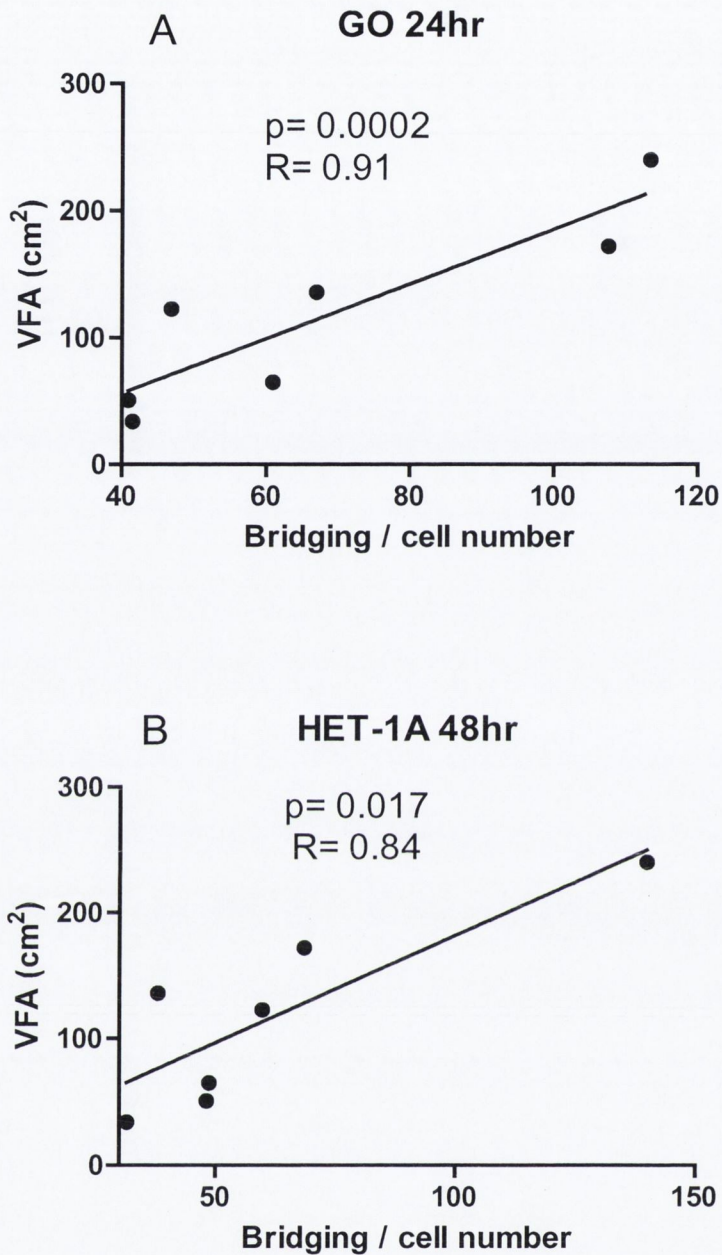 A
GO 24hr
300
p= 0.0002
R= 0.91
200
VFA (cm²)
100
0
40
60
80
100
120
Bridging / cell number
B
HET-1A 48hr
300
p= 0.017
R= 0.84
200
VFA (cm²)
100
0
50
100
150
Bridging / cell number